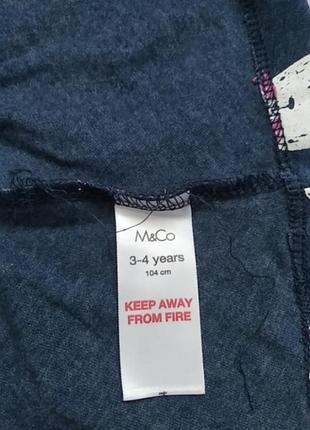 M&Co
3-4 years
104 cm
KEEP AWAY
FROM FIRE